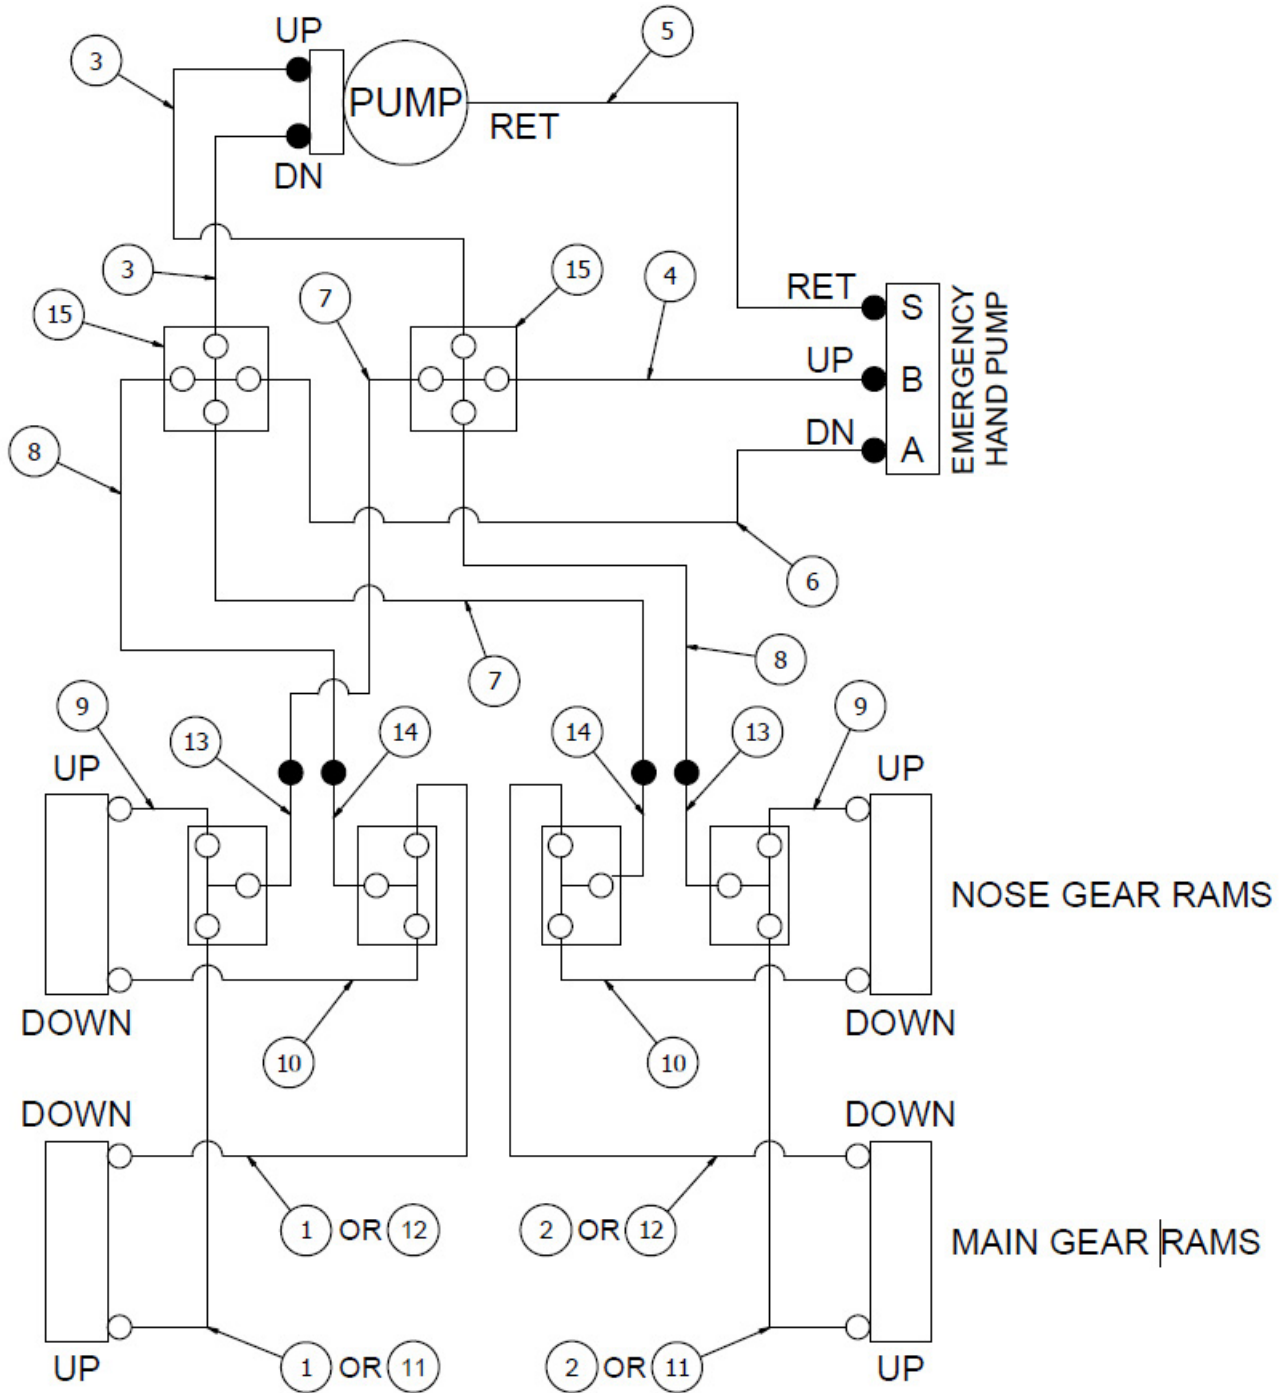 UP
5
3
PUMP
RET
DN
3
15
4
7
15
RET
S
UP
B
DN
A
EMERGENCY
HAND PUMP
8
6
7
8
9
13
14
14
13
9
UP
UP
NOSE GEAR RAMS
DOWN
DOWN
10
10
DOWN
DOWN
1 OR 12
2 OR 12
MAIN GEAR RAMS
UP
1 OR 11
2 OR 11
UP